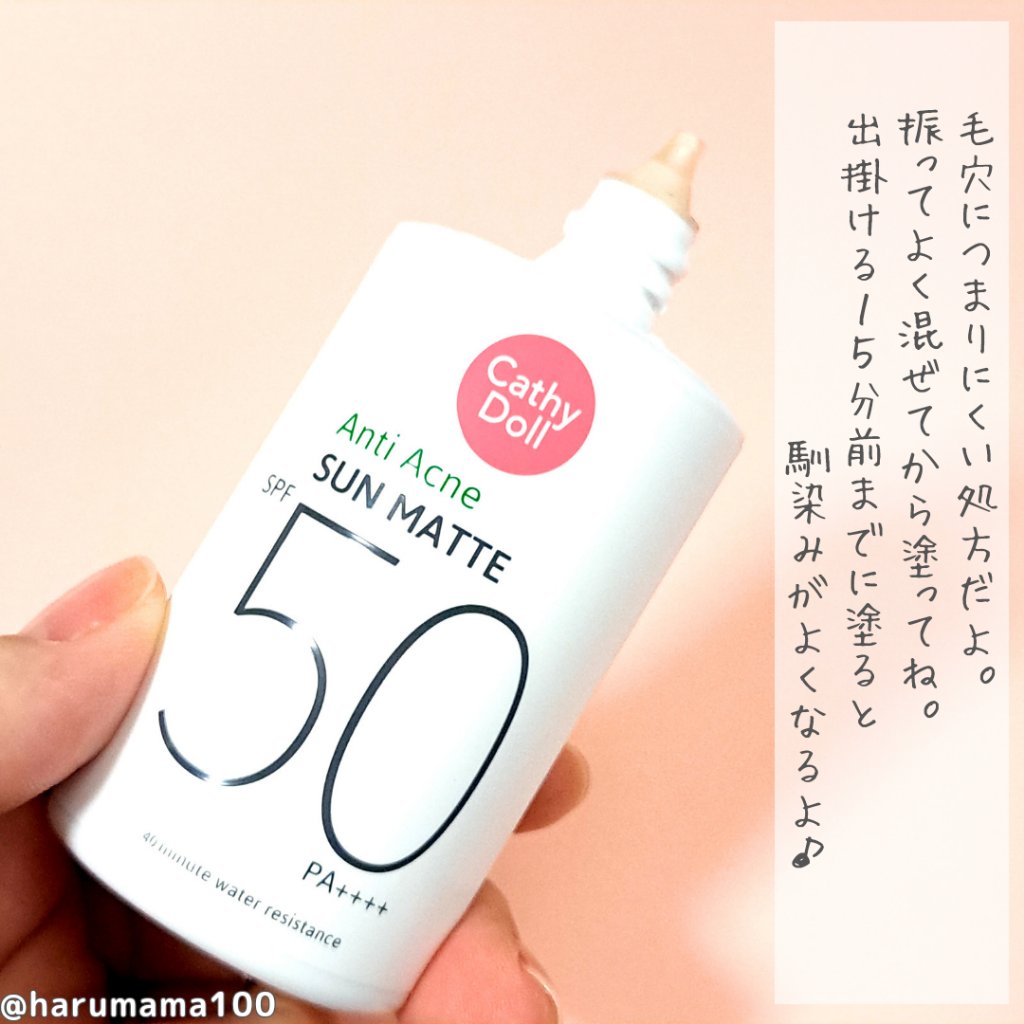 毛穴につまりにくい処方だよ。
振ってよく混ぜてから塗ってね。
出掛ける15分前までに塗ると
馴染みがよくなるよ♪
Cathy
Doll
Anti Acne
SUN MATTE
SPF
50
PA++++
40 minute water resistance
@harumama100